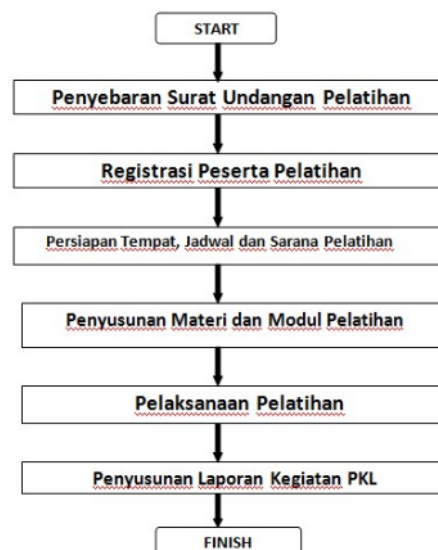 START
Penyebaran Surat Undangan Pelatihan
Registrasi Peserta Pelatihan
Persiapan Tempat, Jadwal dan Sarana Pelatihan
Penyusunan Materi dan Modul Pelatihan
Pelaksanaan Pelatihan
Penyusunan Laporan Kegiatan PKL
FINISH